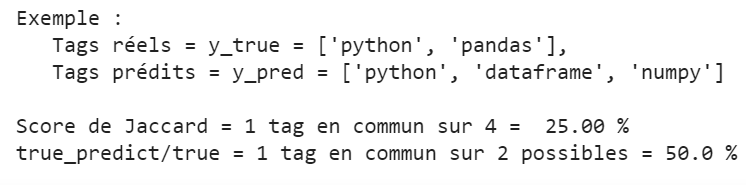 Exemple :
Tags réels = y_true = ['python', 'pandas'],
Tags prédits = y_pred = ['python', 'dataframe', 'numpy']
Score de Jaccard = 1 tag en commun sur 4 =  25.00 %
true_predict/true = 1 tag en commun sur 2 possibles = 50.0 %